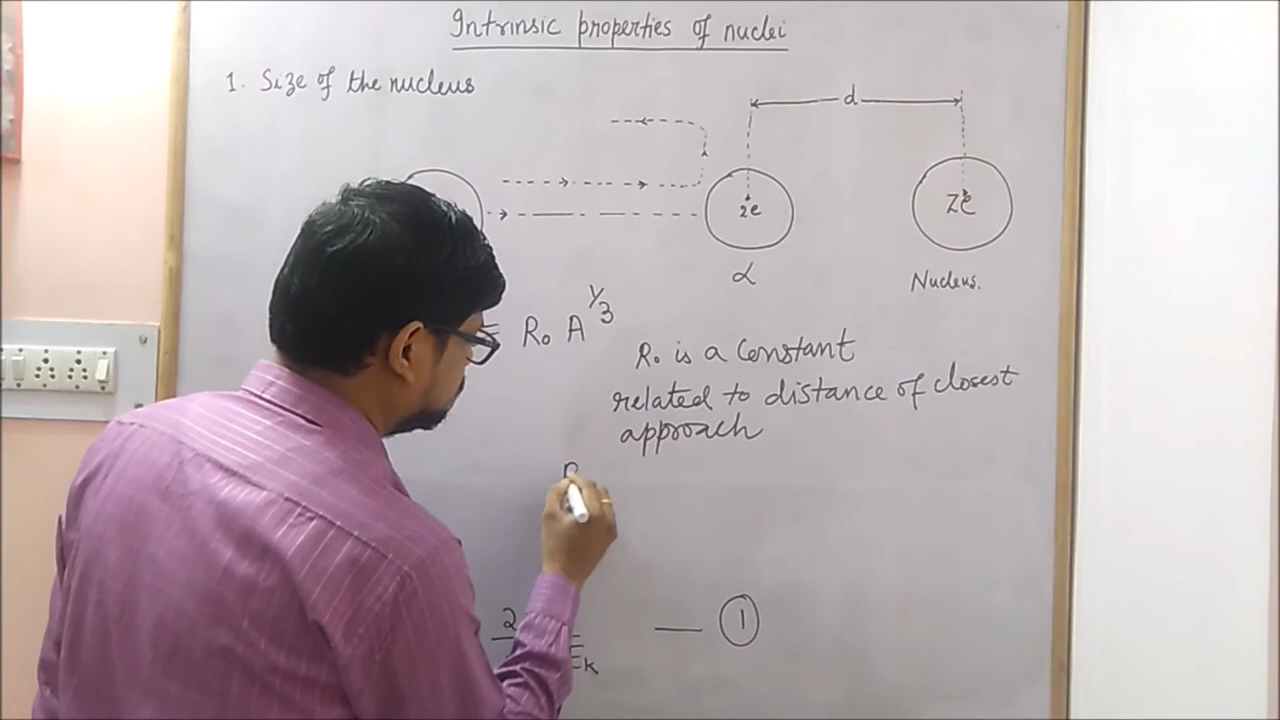 Intrinsic properties of nuclei
1. Size of the nucleus
d
2e
Ze
α
Nucleus.
= R₀ A^1/3
R₀ is a constant
related to distance of closest
approach
2
Eₖ
— ①